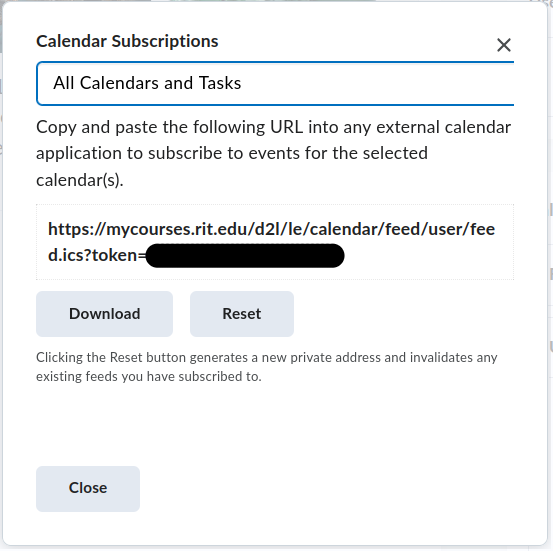 Calendar Subscriptions
All Calendars and Tasks
Copy and paste the following URL into any external calendar
application to subscribe to events for the selected
calendar(s).
https://mycourses.rit.edu/d2l/le/calendar/feed/user/fee
d.ics?token=
Download
Reset
Clicking the Reset button generates a new private address and invalidates any
existing feeds you have subscribed to.
Close